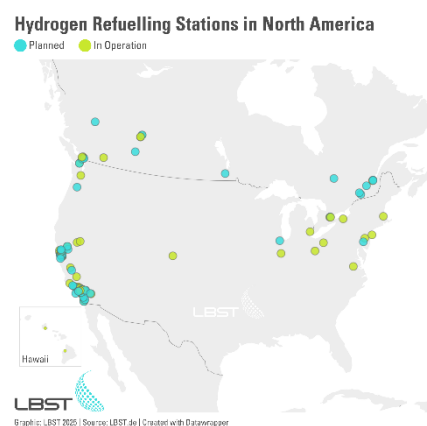 Hydrogen Refuelling Stations in North America
Planned In Operation
LBST
Hawaii
LBST
Graphic: LBST 2025 | Source: LBST.de | Created with Datawrapper